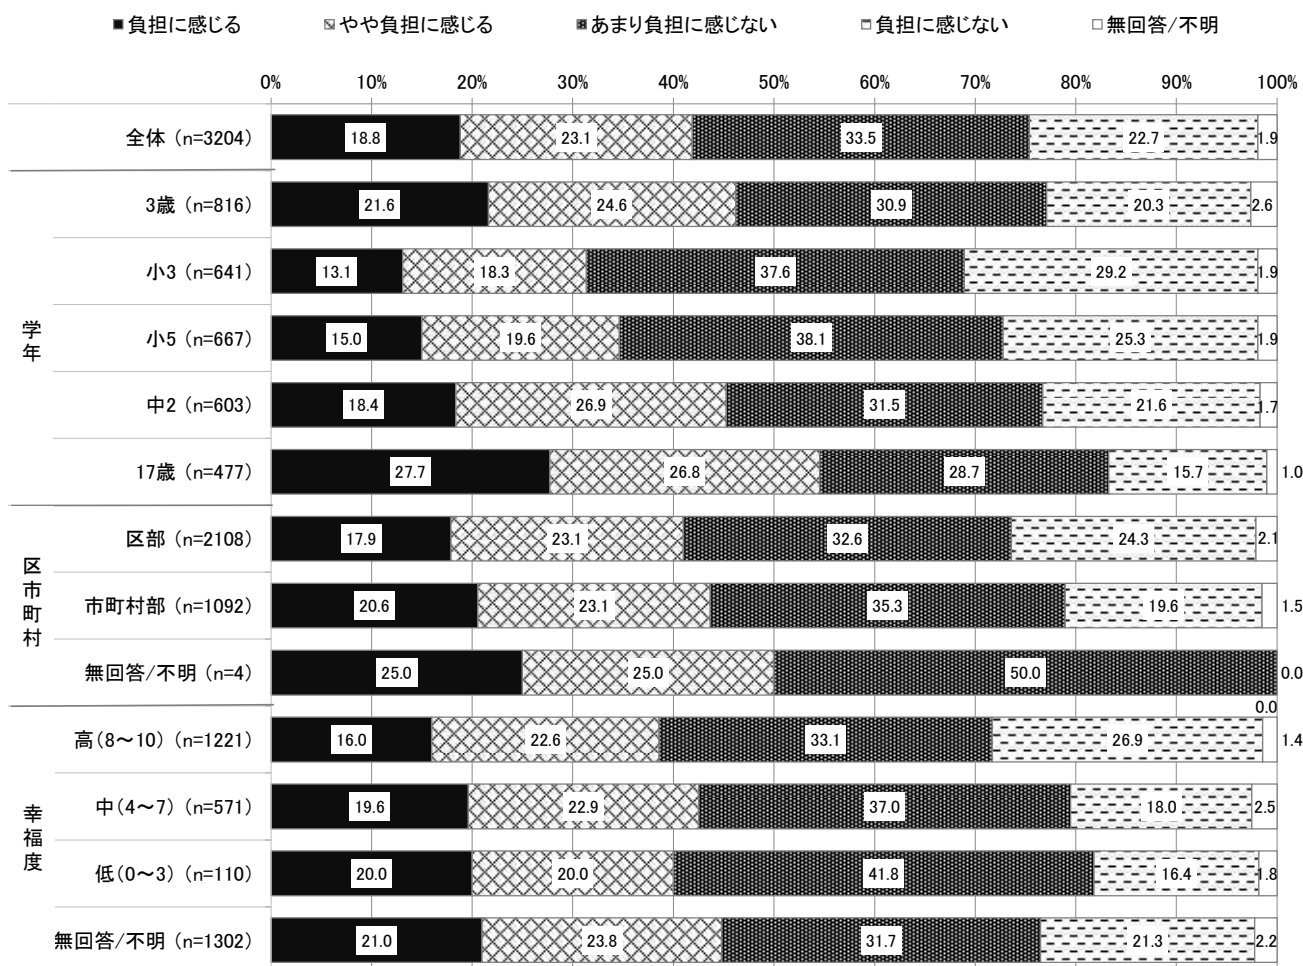 ■負担に感じる やや負担に感じる あまり負担に感じない 負担に感じない □無回答/不明
0% 10% 20% 30% 40% 50% 60% 70% 80% 90% 100%
全体 (n=3204) 18.8 23.1 33.5 22.7 1.9
学年
3歳 (n=816) 21.6 24.6 30.9 20.3 2.6
小3 (n=641) 13.1 18.3 37.6 29.2 1.9
小5 (n=667) 15.0 19.6 38.1 25.3 1.9
中2 (n=603) 18.4 26.9 31.5 21.6 1.7
17歳 (n=477) 27.7 26.8 28.7 15.7 1.0
区市町村
区部 (n=2108) 17.9 23.1 32.6 24.3 2.1
市町村部 (n=1092) 20.6 23.1 35.3 19.6 1.5
無回答/不明 (n=4) 25.0 25.0 50.0 0.0
0.0
幸福度
高(8～10) (n=1221) 16.0 22.6 33.1 26.9 1.4
中(4～7) (n=571) 19.6 22.9 37.0 18.0 2.5
低(0～3) (n=110) 20.0 20.0 41.8 16.4 1.8
無回答/不明 (n=1302) 21.0 23.8 31.7 21.3 2.2